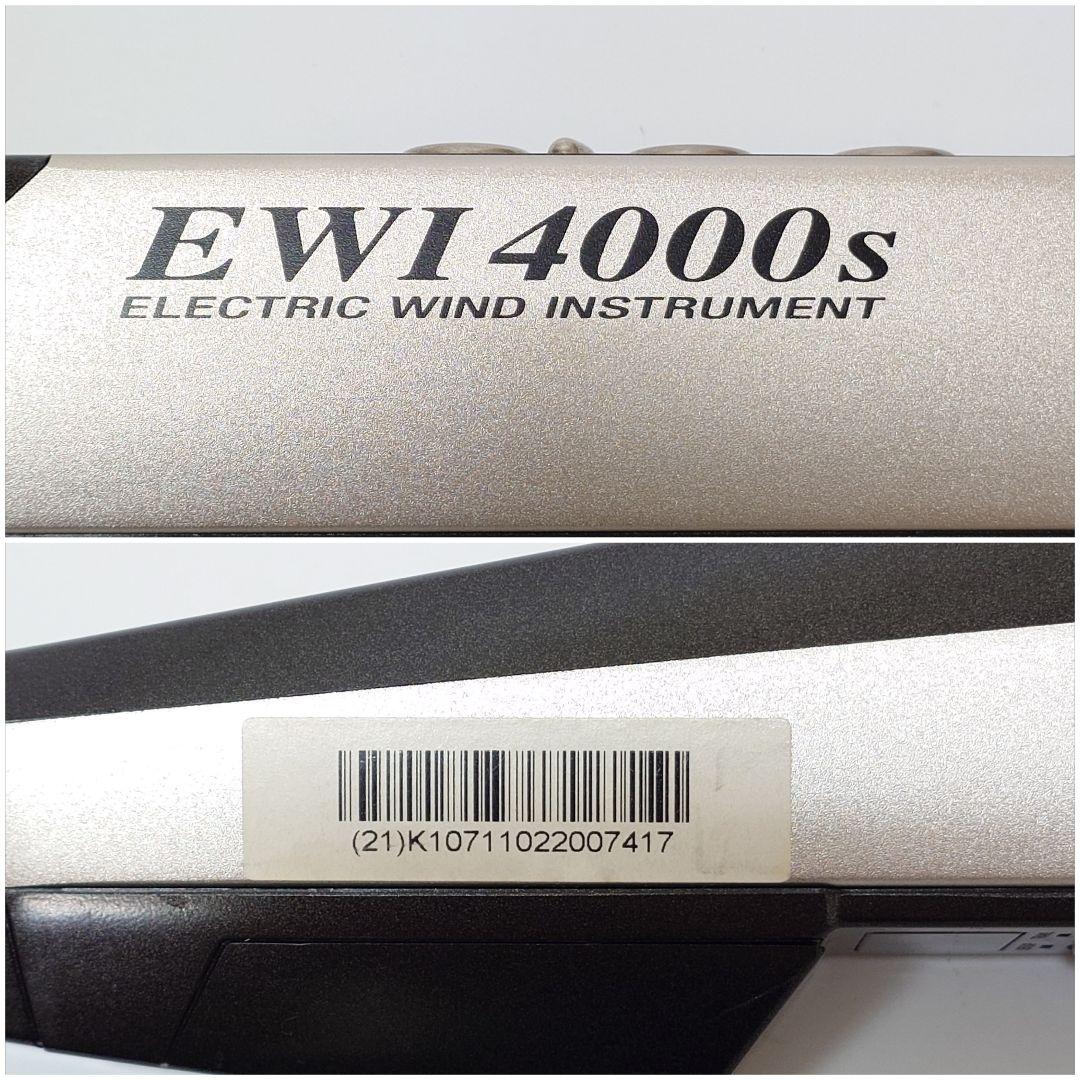 EWI 4000s
ELECTRIC WIND INSTRUMENT
(21)K10711022007417